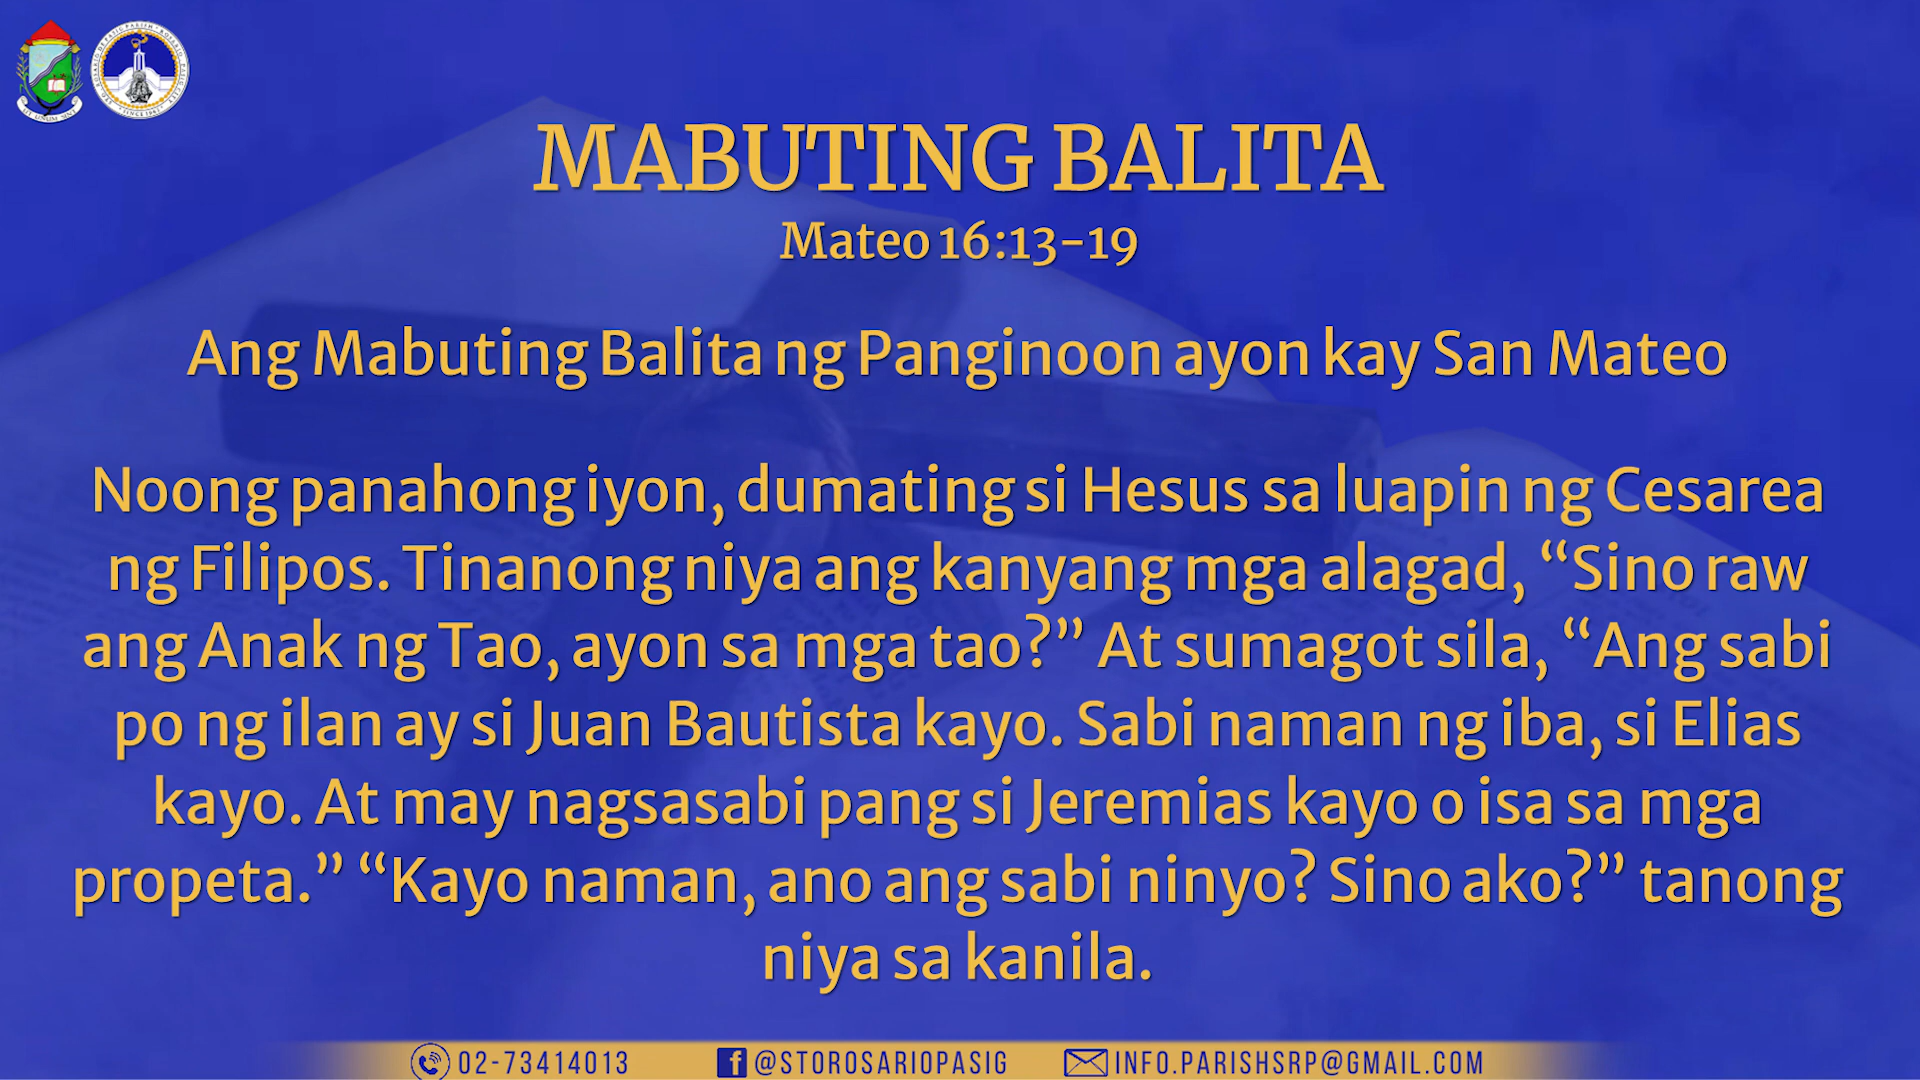 MABUTING BALITA
Mateo 16:13-19
Ang Mabuting Balita ng Panginoon ayon kay San Mateo
Noong panahong iyon, dumating si Hesus sa luapin ng Cesarea
ng Filipos. Tinanong niya ang kanyang mga alagad, “Sino raw
ang Anak ng Tao, ayon sa mga tao?” At sumagot sila, “Ang sabi
po ng ilan ay si Juan Bautista kayo. Sabi naman ng iba, si Elias
kayo. At may nagsasabi pang si Jeremias kayo o isa sa mga
propeta.” “Kayo naman, ano ang sabi ninyo? Sino ako?” tanong
niya sa kanila.
02-73414013 @STOROSARIOPASIG INFO.PARISHSRP@GMAIL.COM